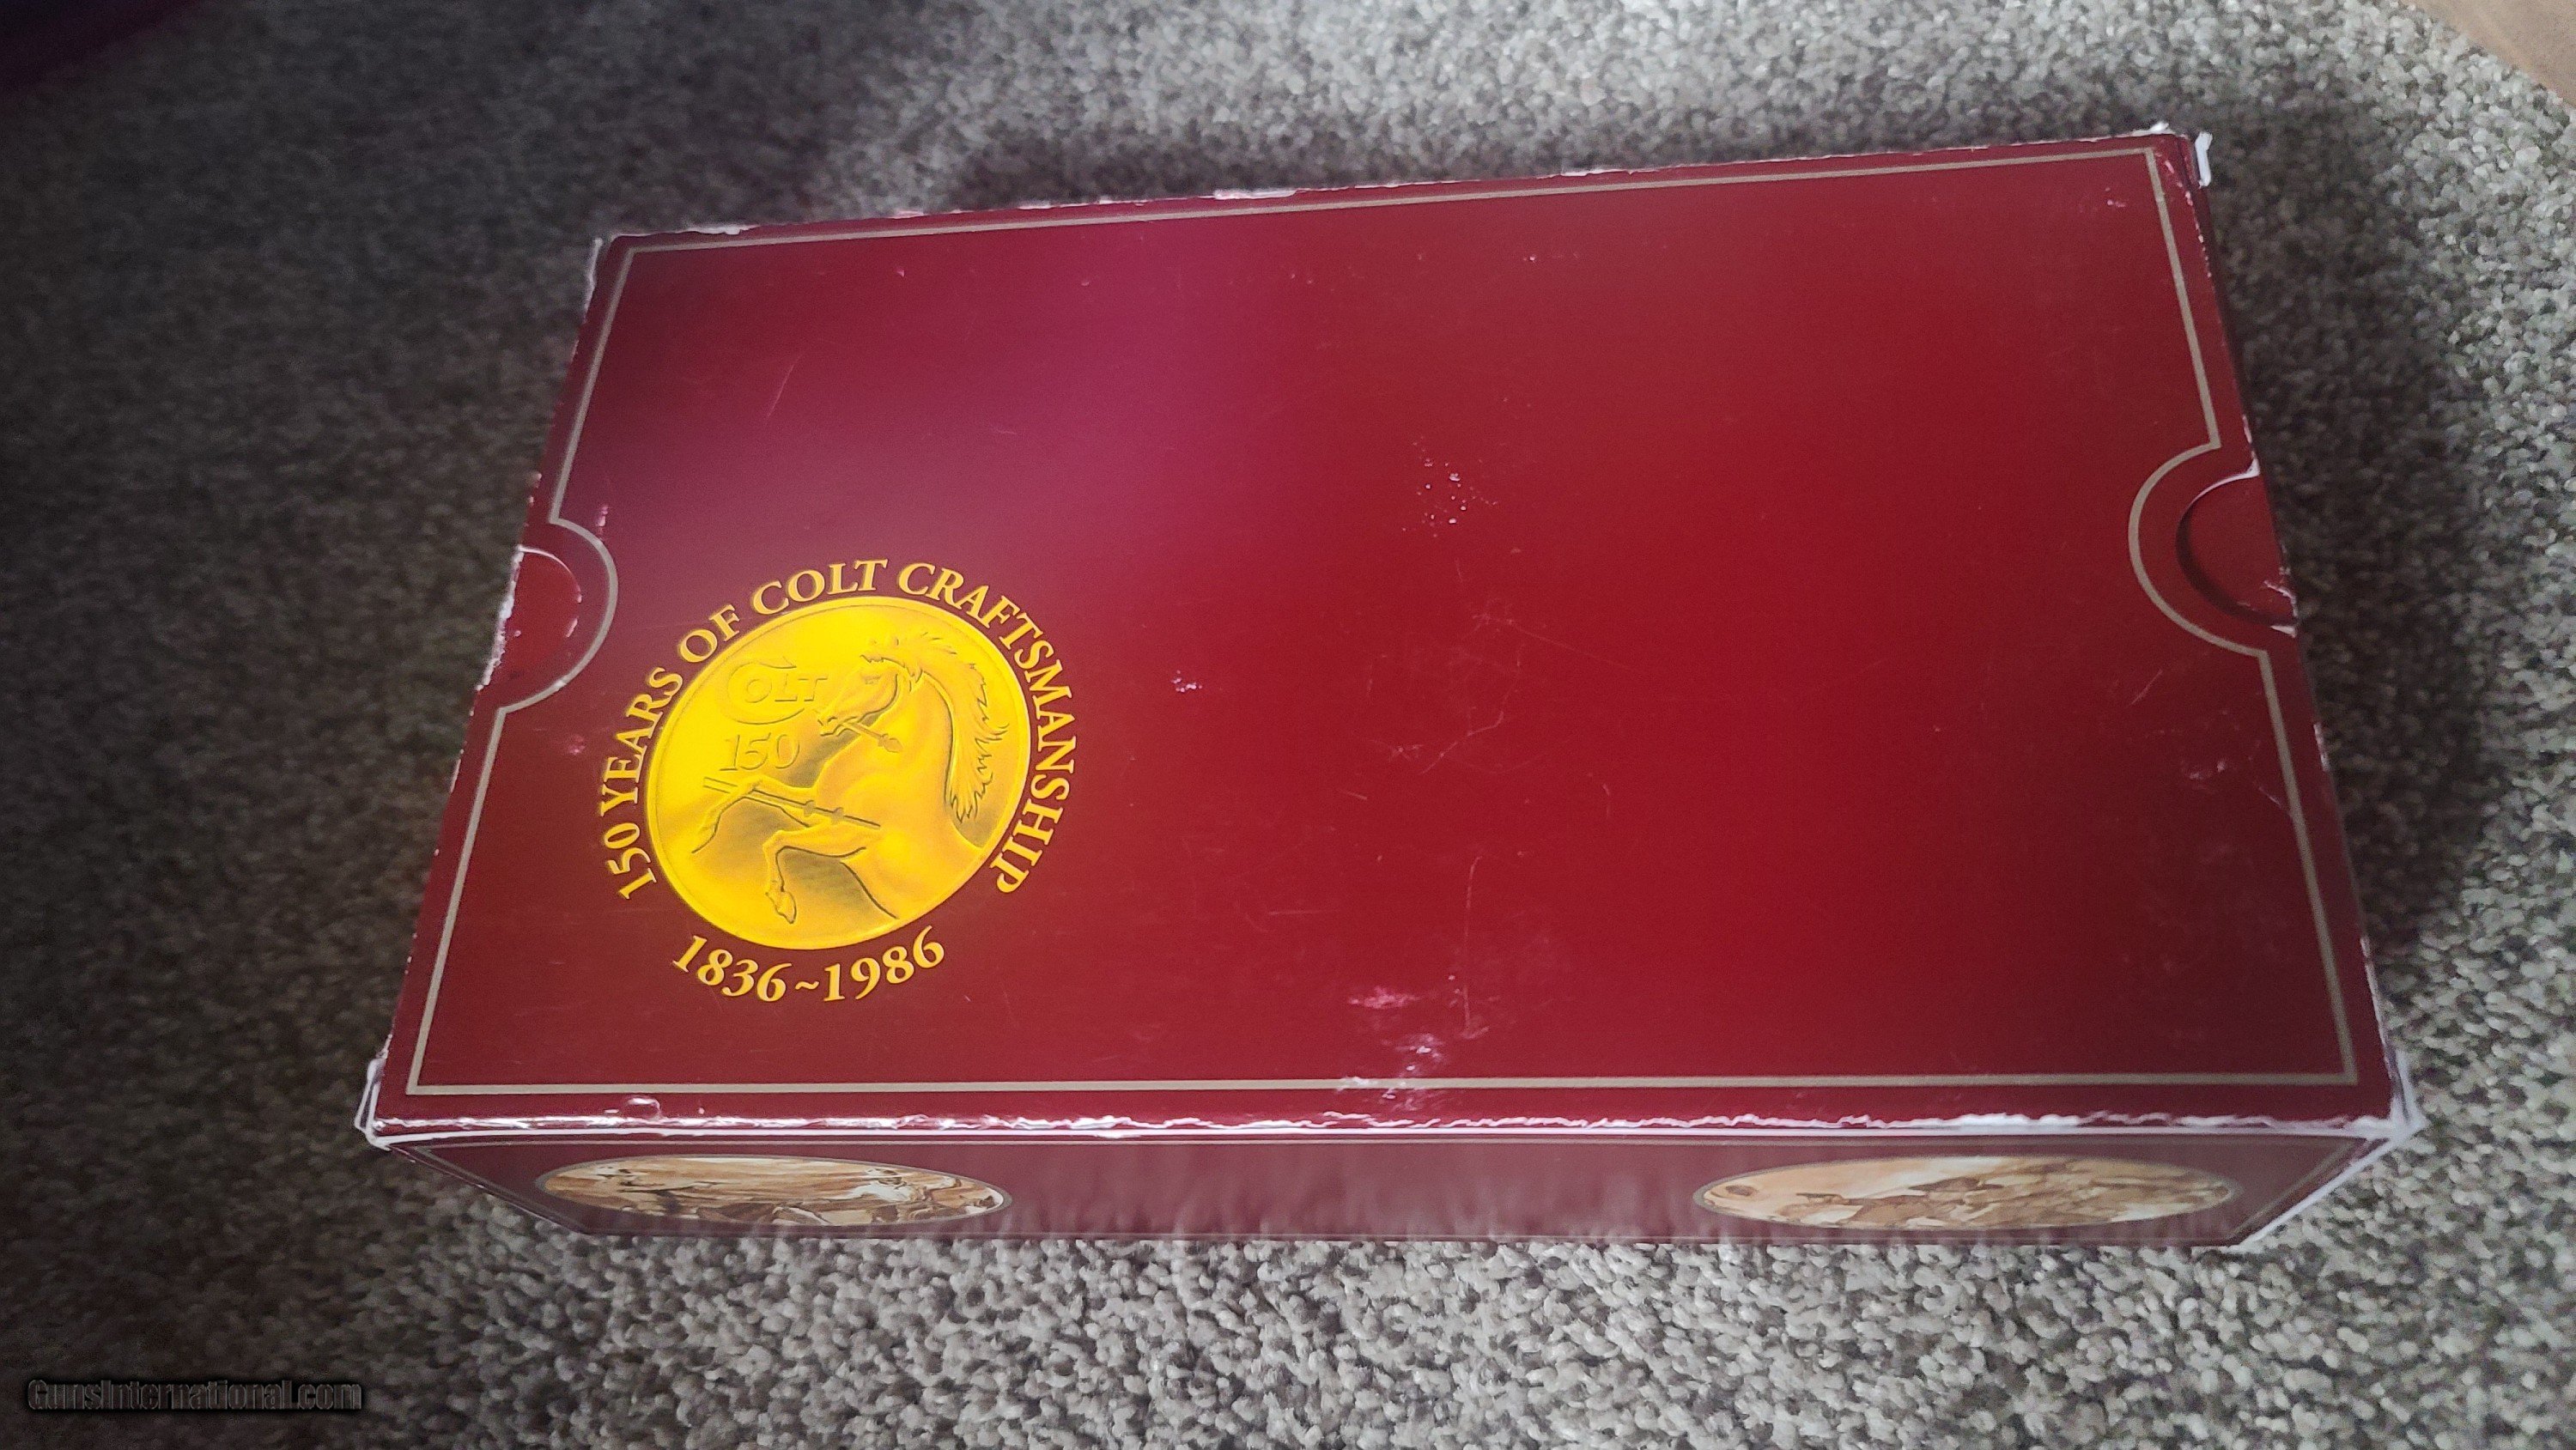 150 YEARS OF COLT CRAFTSMANSHIP
COLT
150
1836~1986
GunsInternational.com